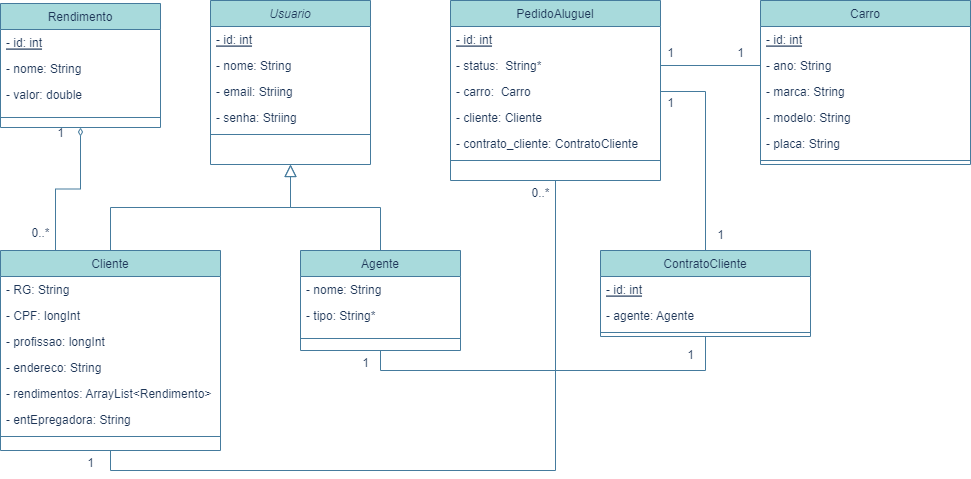 Rendimento
- id: int
- nome: String
- valor: double
Usuario
- id: int
- nome: String
- email: Striing
- senha: Striing
PedidoAluguel
- id: int
- status:  String*
- carro:  Carro
- cliente: Cliente
- contrato_cliente: ContratoCliente
Carro
- id: int
- ano: String
- marca: String
- modelo: String
- placa: String
1
1
1
1
0..*
0..*
1
Cliente
- RG: String
- CPF: longInt
- profissao: longInt
- endereco: String
- rendimentos: ArrayList<Rendimento>
- entEpregadora: String
Agente
- nome: String
- tipo: String*
ContratoCliente
- id: int
- agente: Agente
1
1
1